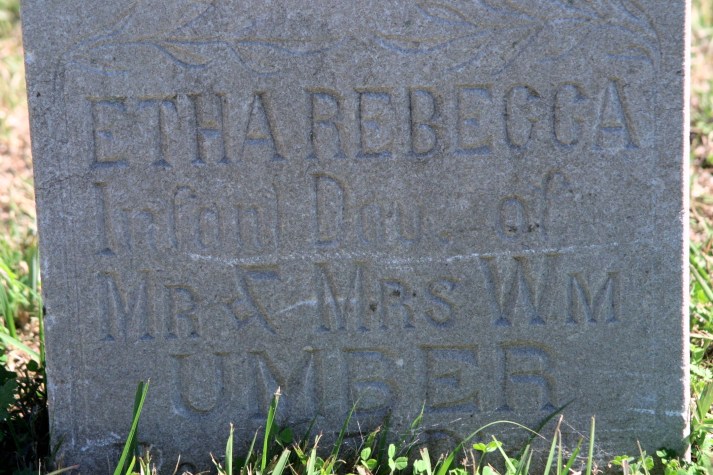 ETHA REBECCA
Infant Dau. of
MR & MRS WM
UMBER